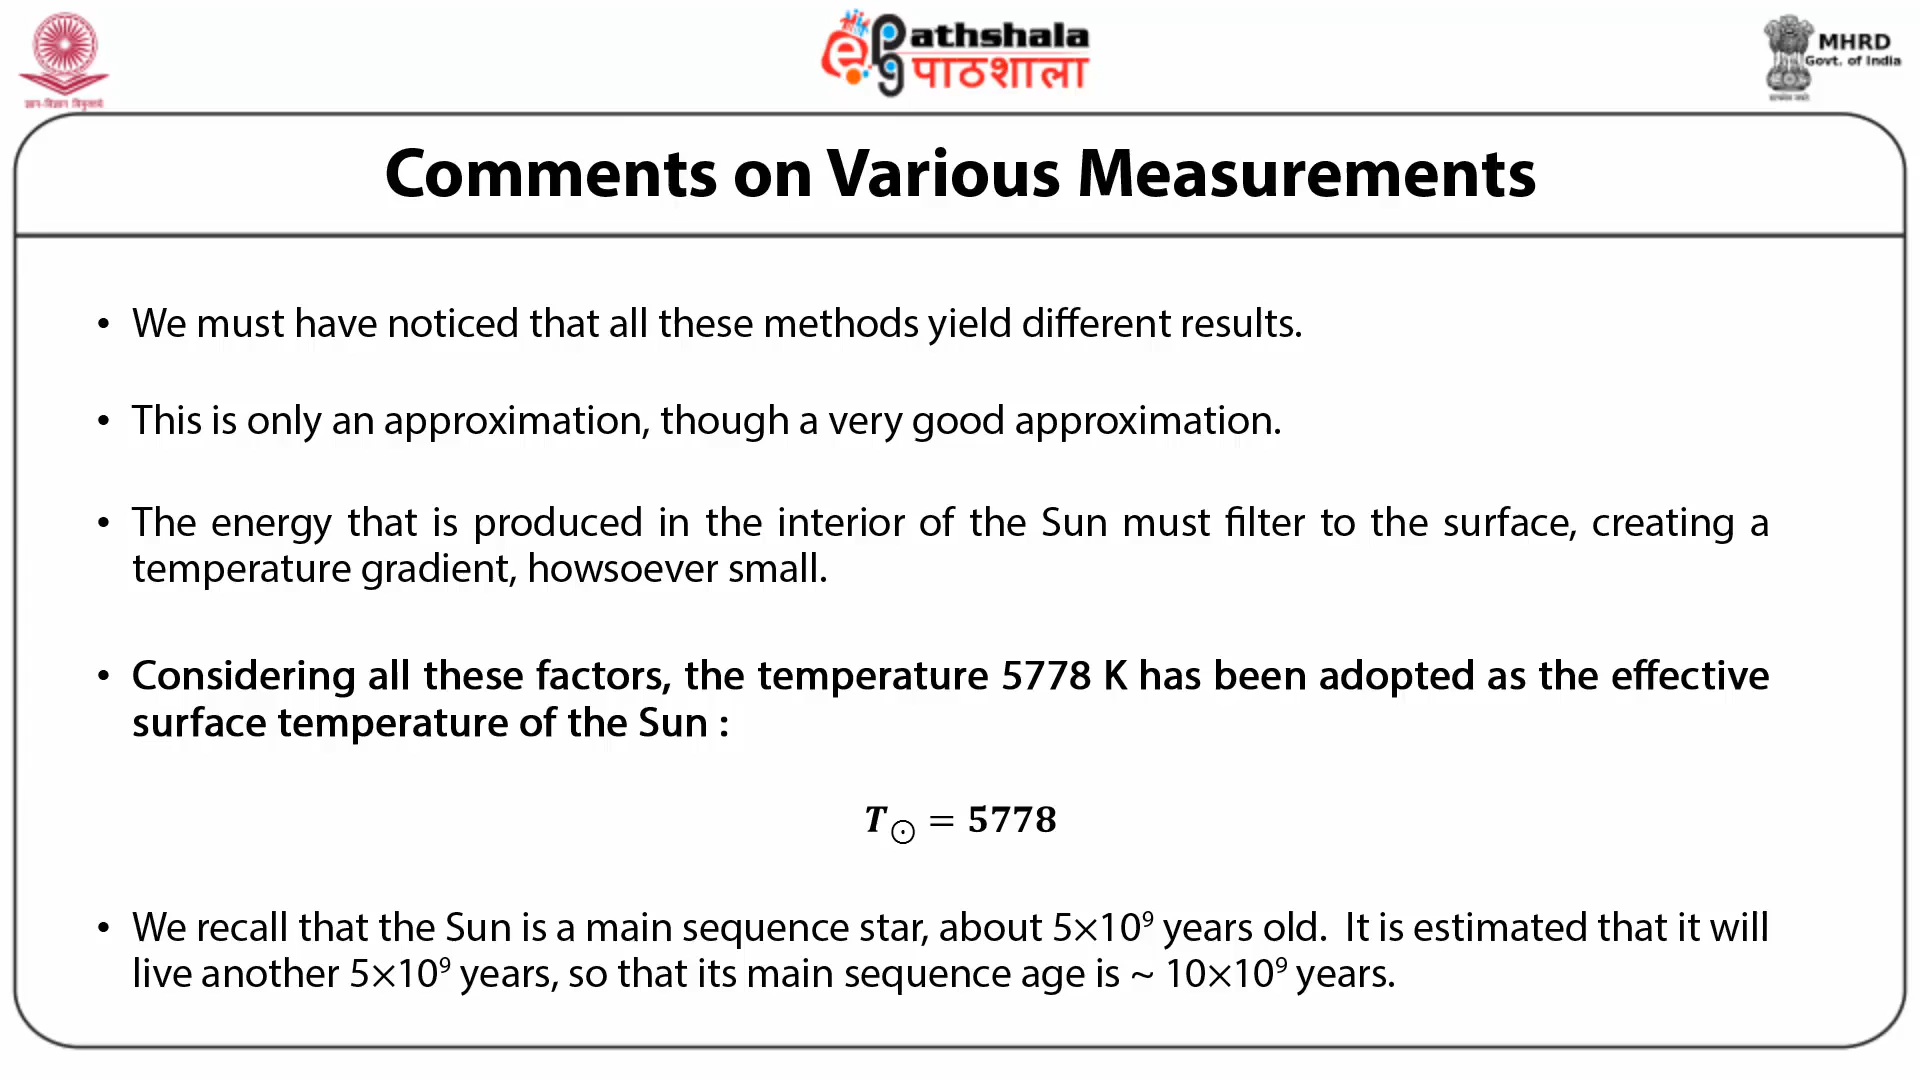 ज्ञान-विज्ञान विमुक्तये
ePG athshala
पाठशाला
MHRD
Govt. of India
सत्यमेव जयते
Comments on Various Measurements
• We must have noticed that all these methods yield different results.
• This is only an approximation, though a very good approximation.
• The energy that is produced in the interior of the Sun must filter to the surface, creating a
temperature gradient, howsoever small.
• Considering all these factors, the temperature 5778 K has been adopted as the effective
surface temperature of the Sun :
T⊙ = 5778
• We recall that the Sun is a main sequence star, about 5×10⁹ years old. It is estimated that it will
live another 5×10⁹ years, so that its main sequence age is ~ 10×10⁹ years.